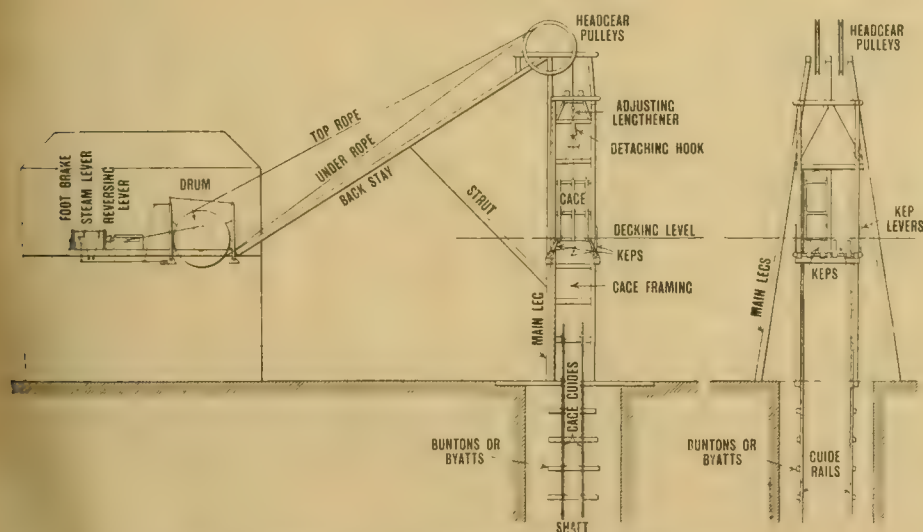 HEADGEAR
PULLEYS
TOP ROPE
UNDER ROPE
BACK STAY
STRUT
ADJUSTING
LENGTHENER
DETACHING HOOK
FOOT BRAKE
STEAM LEVER
REVERSING
LEVER
DRUM
CAGE
DECKING LEVEL
KEPS
CAGE FRAMING
MAIN LEG
CAGE GUIDES
BUNTONS OR
BYATTS
SHAFT
HEADGEAR
PULLEYS
KEP
LEVERS
KEPS
MAIN LEGS
BUNTONS OR
BYATTS
GUIDE
RAILS